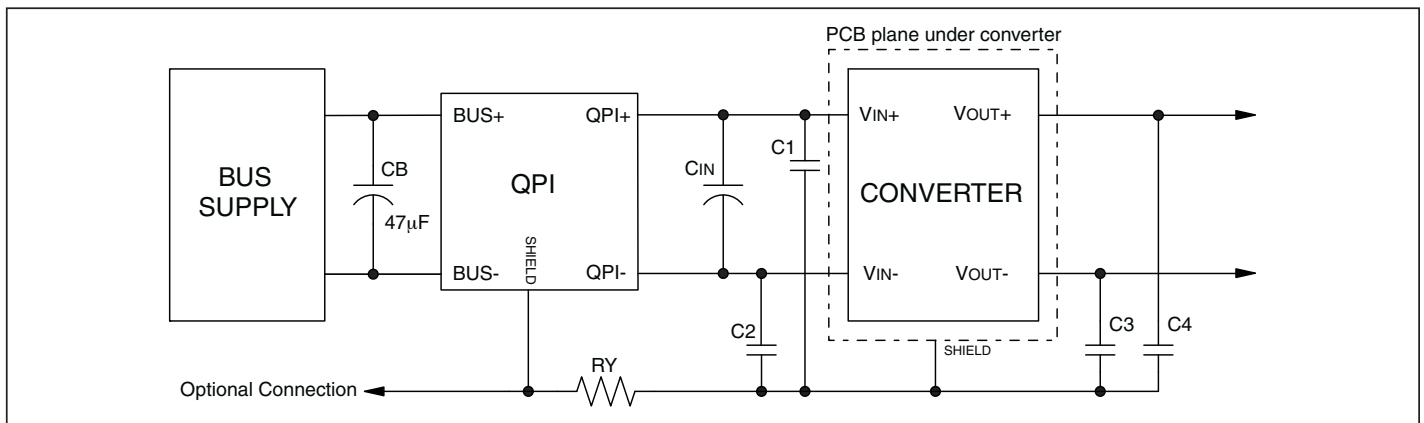 PCB plane under converter
BUS
SUPPLY
CB
47µF
BUS+
QPI+
QPI
SHIELD
BUS-
QPI-
CIN
C1
C2
VIN+
VOUT+
CONVERTER
VIN-
VOUT-
SHIELD
C3
C4
RY
Optional Connection